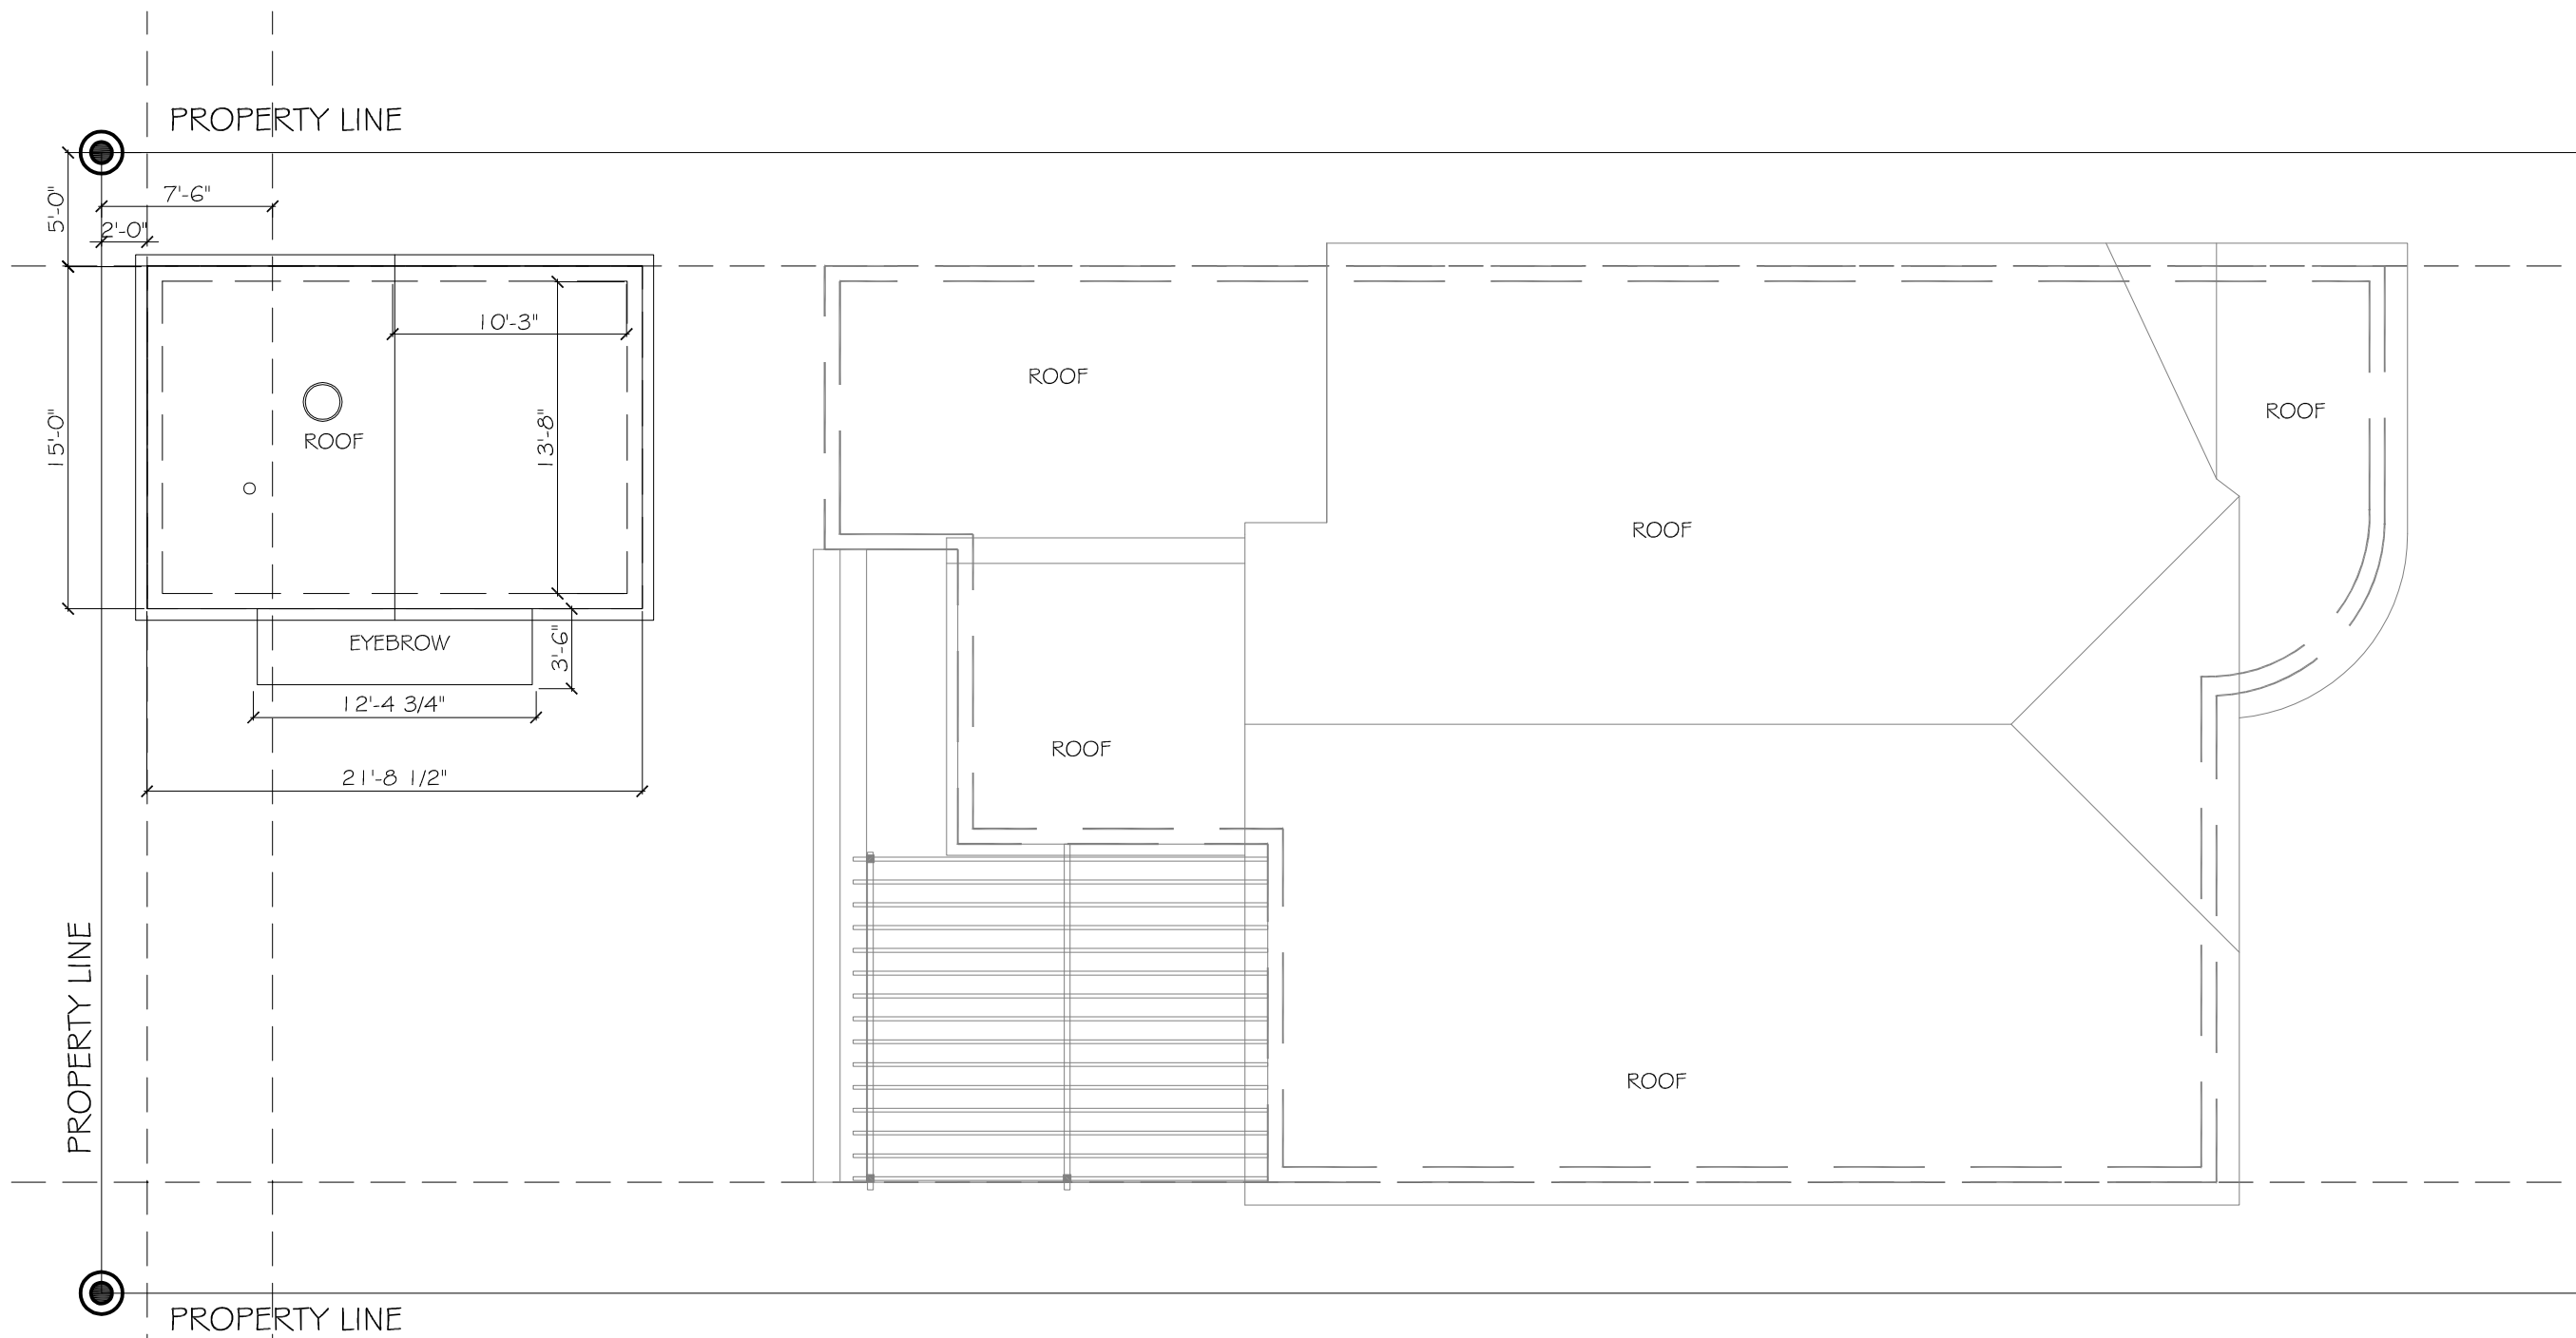 PROPERTY LINE
5'-0"
7'-6"
2'-0"
10'-3"
ROOF
ROOF
15'-0"
13'-8"
ROOF
ROOF
EYEBROW
3'-6"
12'-4 3/4"
ROOF
21'-8 1/2"
PROPERTY LINE
ROOF
PROPERTY LINE